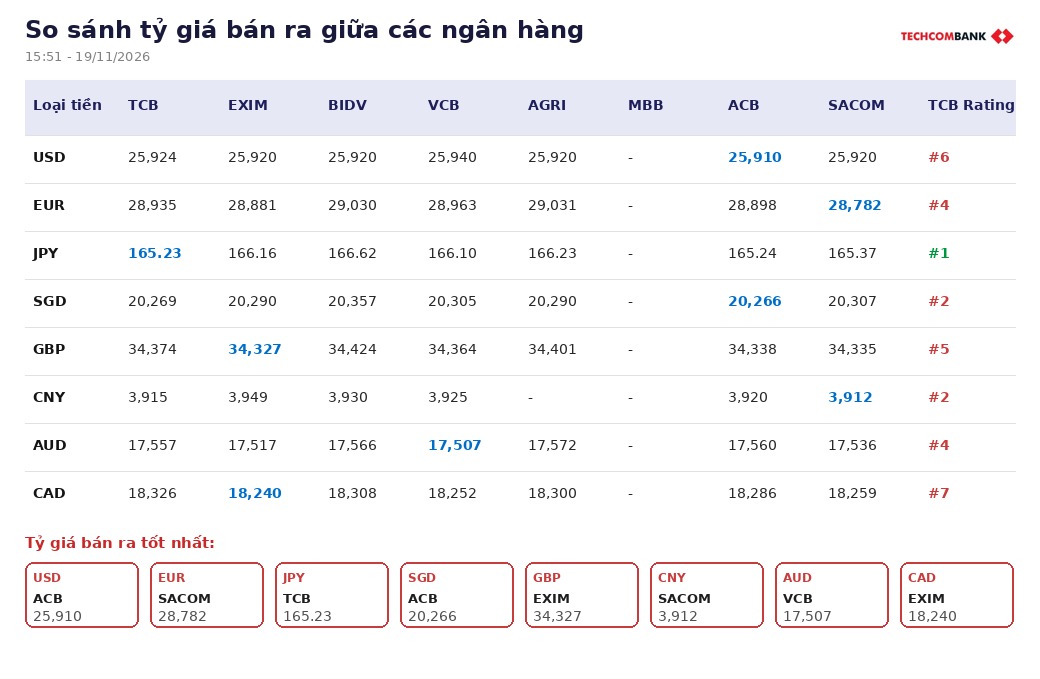 So sánh tỷ giá bán ra giữa các ngân hàng
15:51 - 19/11/2026
TECHCOMBANK
Loại tiền TCB EXIM BIDV VCB AGRI MBB ACB SACOM TCB Rating
USD 25,924 25,920 25,920 25,940 25,920 - 25,910 25,920 #6
EUR 28,935 28,881 29,030 28,963 29,031 - 28,898 28,782 #4
JPY 165.23 166.16 166.62 166.10 166.23 - 165.24 165.37 #1
SGD 20,269 20,290 20,357 20,305 20,290 - 20,266 20,307 #2
GBP 34,374 34,327 34,424 34,364 34,401 - 34,338 34,335 #5
CNY 3,915 3,949 3,930 3,925 - - 3,920 3,912 #2
AUD 17,557 17,517 17,566 17,507 17,572 - 17,560 17,536 #4
CAD 18,326 18,240 18,308 18,252 18,300 - 18,286 18,259 #7
Tỷ giá bán ra tốt nhất:
USD EUR JPY SGD GBP CNY AUD CAD
ACB SACOM TCB ACB EXIM SACOM VCB EXIM
25,910 28,782 165.23 20,266 34,327 3,912 17,507 18,240